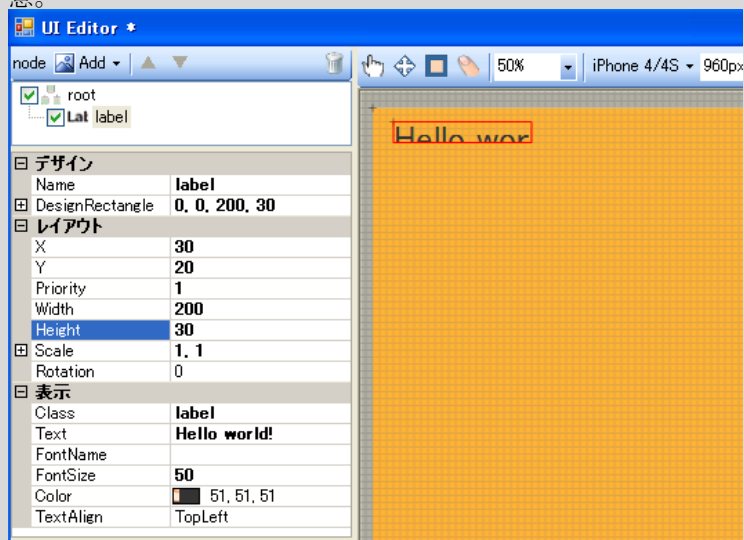 意。
UI Editor *
node Add
50%
iPhone 4/4S 960px
root
Lab label
デザイン
Name label
DesignRectangle 0, 0, 200, 30
レイアウト
X 30
Y 20
Priority 1
Width 200
Height 30
Scale 1, 1
Rotation 0
表示
Class label
Text Hello world!
FontName
FontSize 50
Color 51, 51, 51
TextAlign TopLeft
Hello wor